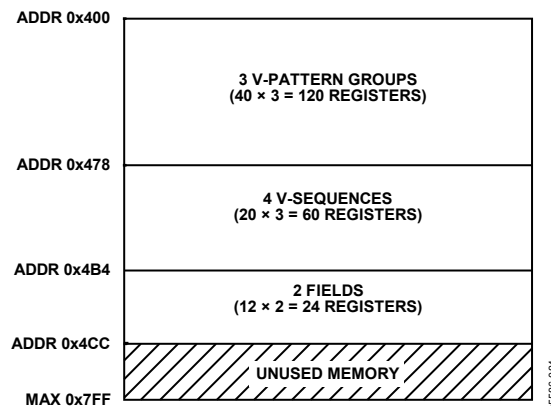 ADDR 0x400
3 V-PATTERN GROUPS
(40 × 3 = 120 REGISTERS)
ADDR 0x478
4 V-SEQUENCES
(20 × 3 = 60 REGISTERS)
ADDR 0x4B4
2 FIELDS
(12 × 2 = 24 REGISTERS)
ADDR 0x4CC
UNUSED MEMORY
MAX 0x7FF